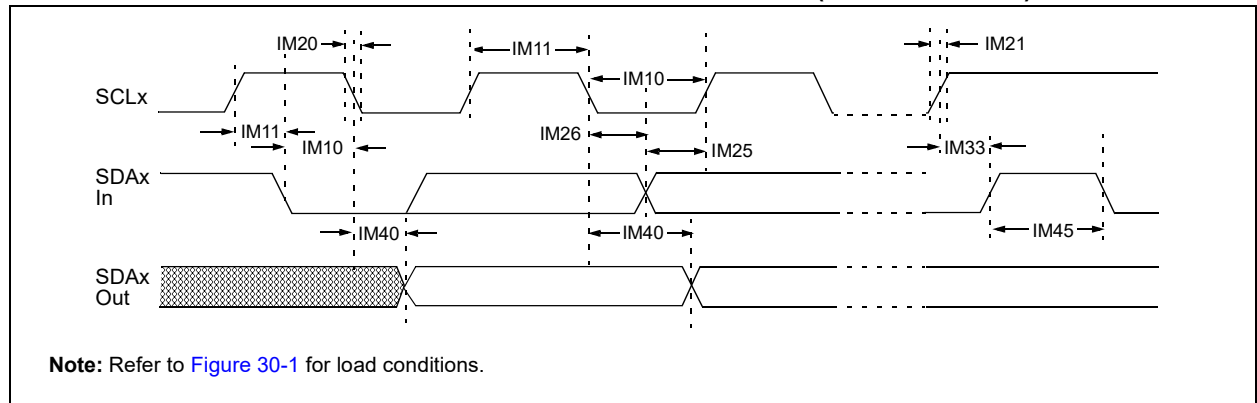 IM20
IM11
IM21
IM10
SCLx
IM11
IM10
IM26
IM25
IM33
SDAx
In
IM40
IM40
IM45
SDAx
Out
Note: Refer to Figure 30-1 for load conditions.